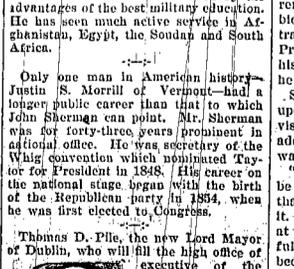 advantages of the best military education.
He has seen much active service in Af-
ghanistan, Egypt, the Soudan and South
Africa.
Only one man in American history—
Justin S. Morrill of Vermont—had a
longer public career than that to which
John Sherman can point. Mr. Sherman
was for forty-three years prominent in
national office. He was secretary of the
Whig convention which nominated Tay-
lor for President in 1848. His career on
the national stage began with the birth
of the Republican party in 1854, when
he was first elected to Congress.
Thomas D. Pile, the new Lord Mayor
of Dublin, who will fill the high office of
executive of the